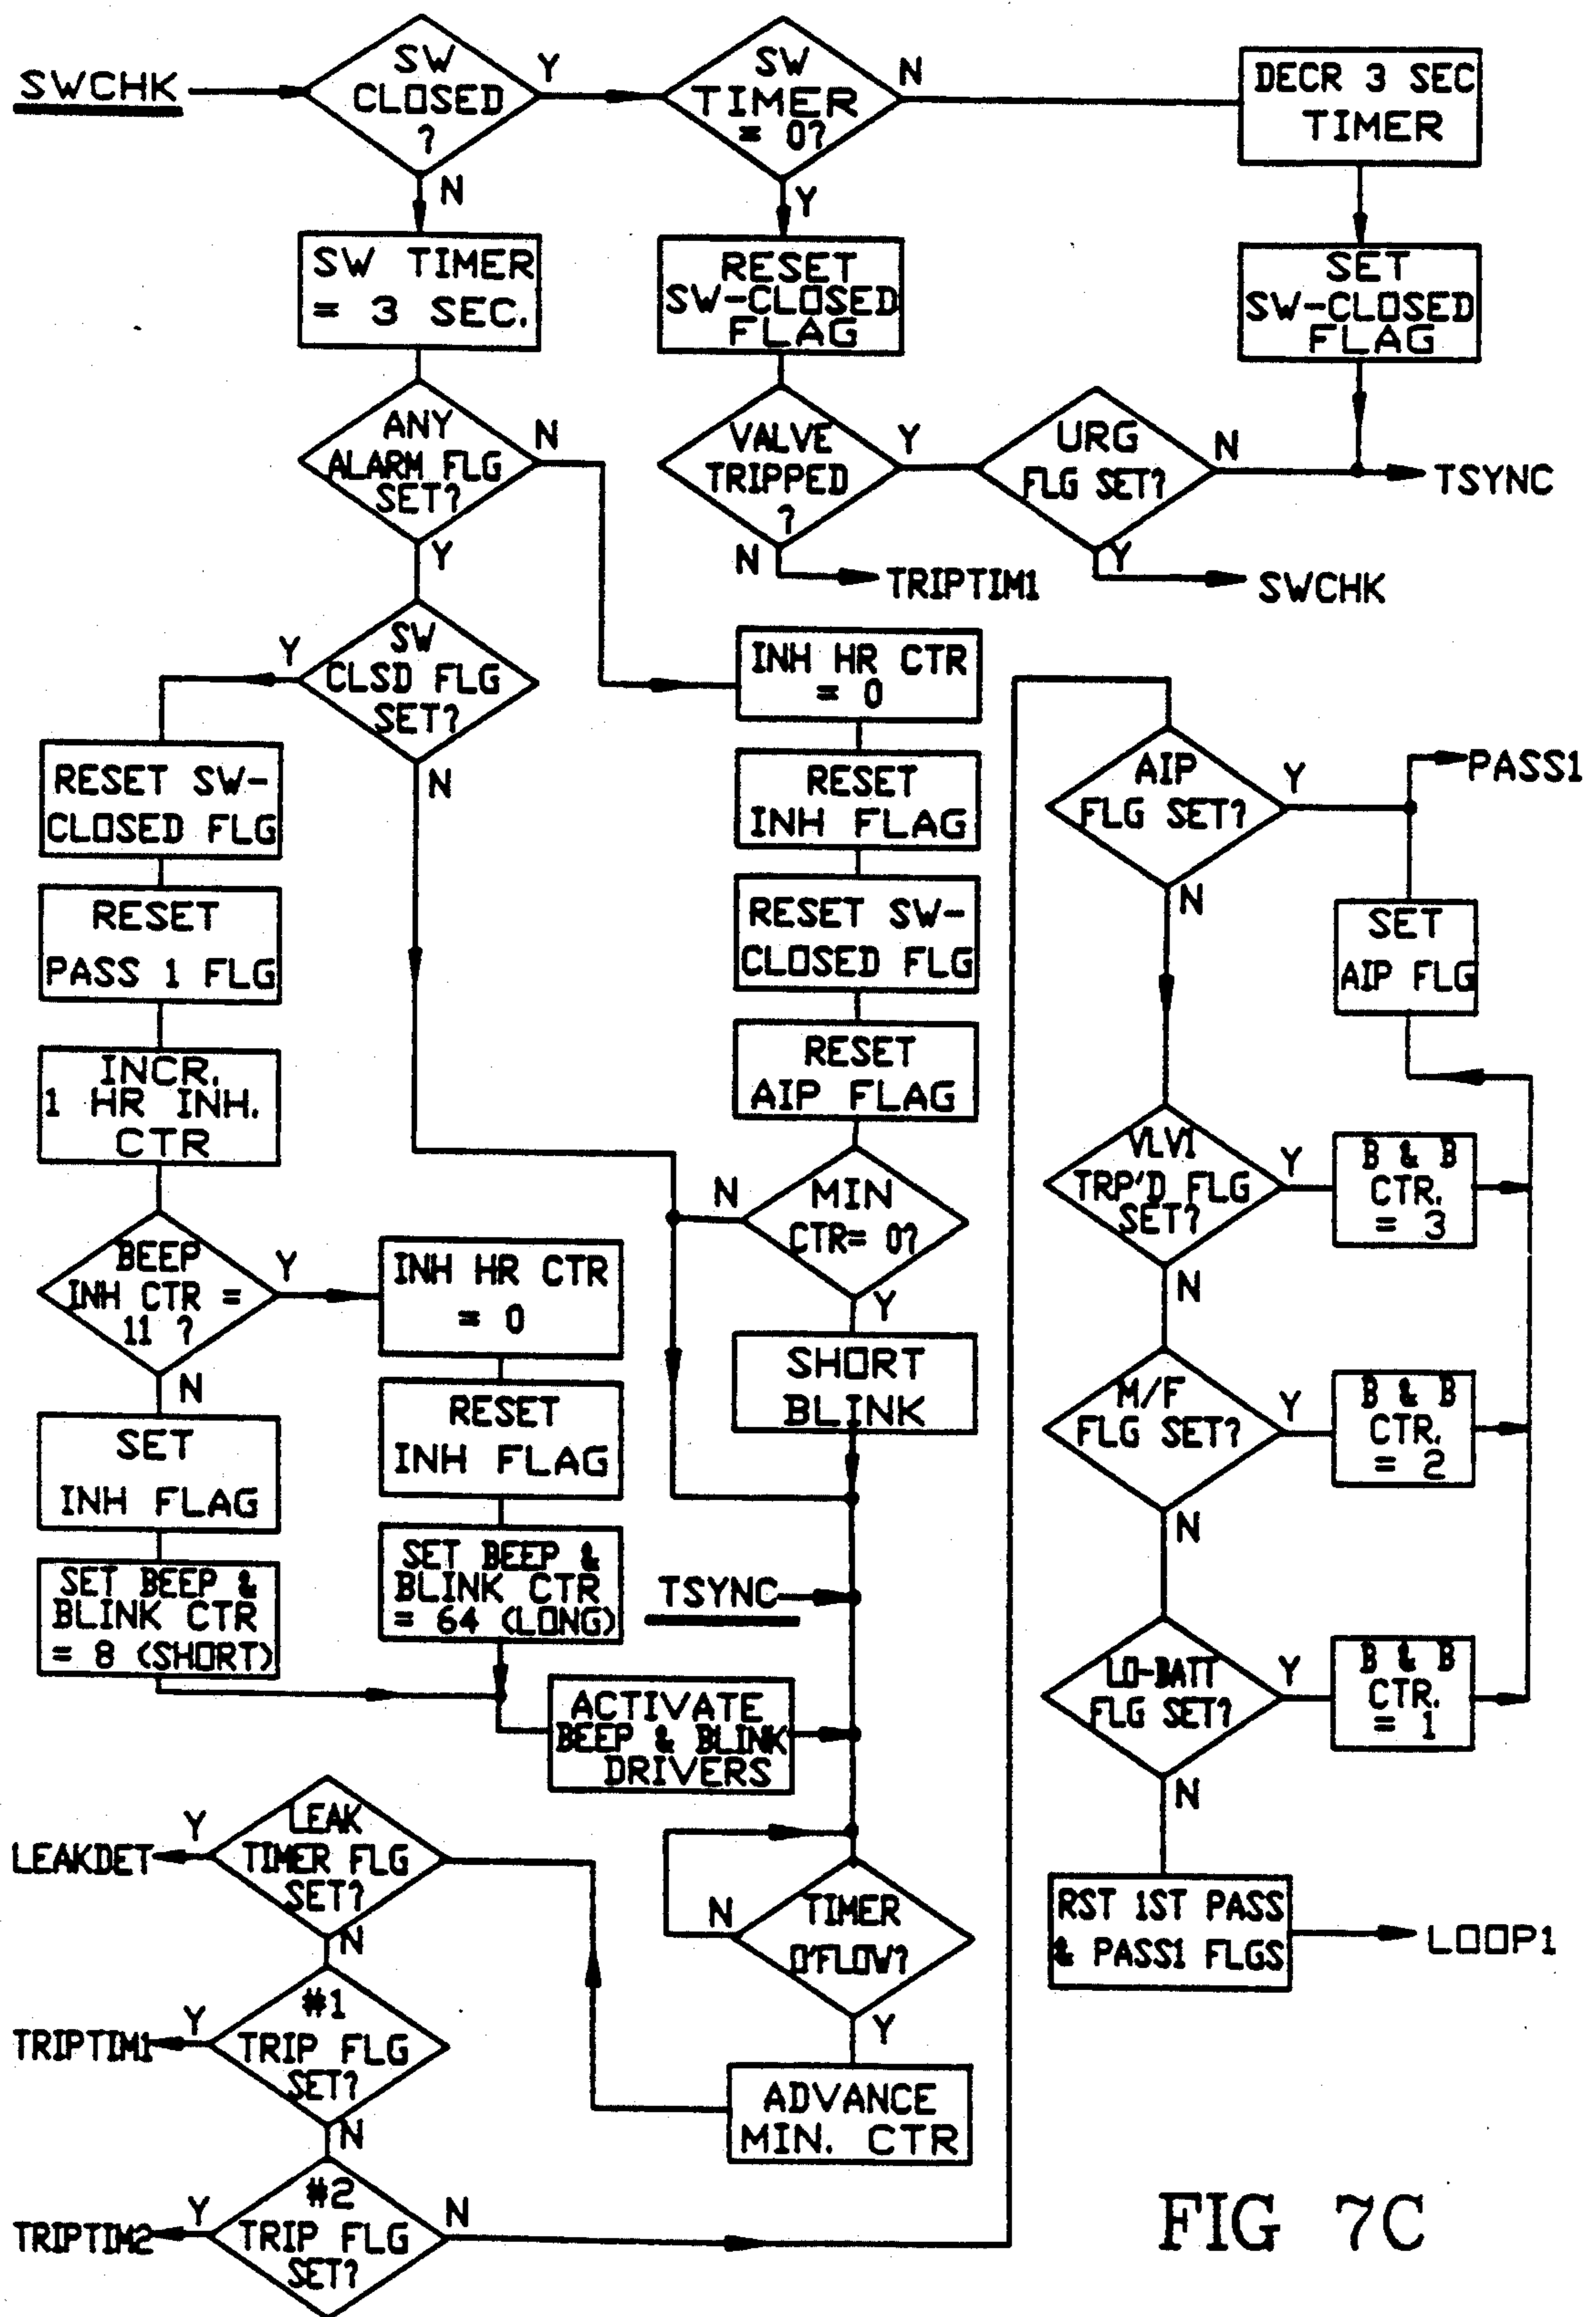 SWCHK
SW
CLOSED
?
Y
N
SW
TIMER
= 0?
N
Y
DECR 3 SEC
TIMER
SW TIMER
= 3 SEC.
RESET
SW-CLOSED
FLAG
SET
SW-CLOSED
FLAG
ANY
ALARM FLG
SET?
N
Y
VALVE
TRIPPED
?
Y
N
TRIPTIM1
URG
FLG SET?
N
Y
TSYNC
SWCHK
SW
CLSD FLG
SET?
Y
N
INH HR CTR
= 0
RESET
INH FLAG
RESET SW-
CLOSED FLG
RESET
AIP FLAG
MIN
CTR= 0?
N
Y
SHORT
BLINK
RESET SW-
CLOSED FLG
RESET
PASS 1 FLG
INCR.
1 HR INH.
CTR
BEEP
INH CTR =
11 ?
Y
N
INH HR CTR
= 0
RESET
INH FLAG
SET BEEP &
BLINK CTR
= 64 (LONG)
SET
INH FLAG
SET BEEP &
BLINK CTR
= 8 (SHORT)
TSYNC
ACTIVATE
BEEP & BLINK
DRIVERS
TIMER
O'FLOW?
N
Y
ADVANCE
MIN. CTR
LEAK
TIMER FLG
SET?
Y
LEAKDET
N
#1
TRIP FLG
SET?
Y
TRIPTIM1
N
#2
TRIP FLG
SET?
Y
TRIPTIM2
N
AIP
FLG SET?
Y
N
PASS1
SET
AIP FLG
VLV1
TRP'D FLG
SET?
Y
N
B & B
CTR.
= 3
M/F
FLG SET?
Y
N
B & B
CTR.
= 2
LO-BATT
FLG SET?
Y
N
B & B
CTR.
= 1
RST 1ST PASS
& PASS1 FLGS
LOOP1
FIG 7C